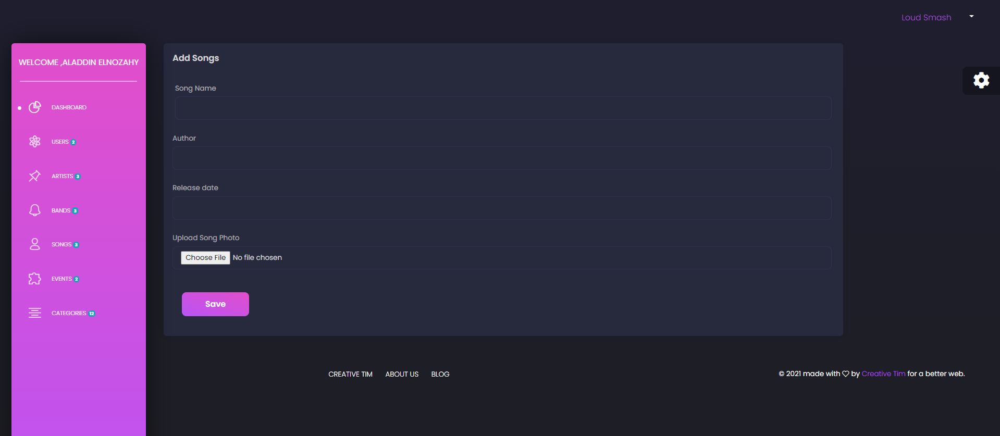 Loud Smash
WELCOME ,ALADDIN ELNOZAHY
DASHBOARD
USERS 2
ARTISTS 3
BANDS 3
SONGS 3
EVENTS 2
CATEGORIES 12
Add Songs
Song Name
Author
Release date
Upload Song Photo
Choose File No file chosen
Save
CREATIVE TIM ABOUT US BLOG
© 2021 made with ♡ by Creative Tim for a better web.